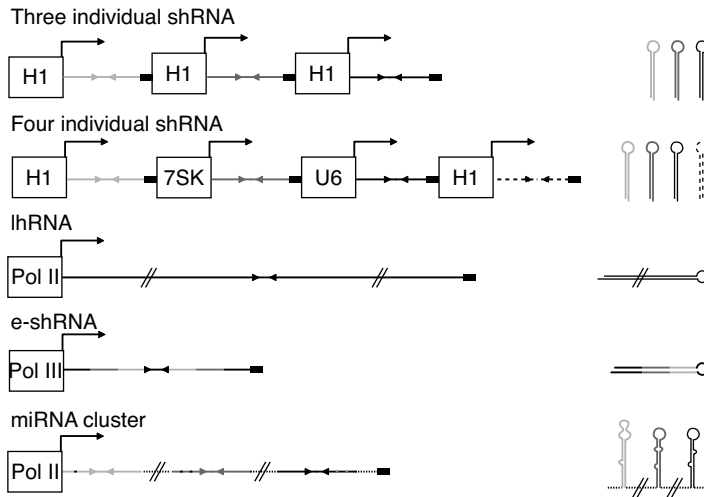 Three individual shRNA
H1 H1 H1
Four individual shRNA
H1 7SK U6 H1
lhRNA
Pol II
e-shRNA
Pol III
miRNA cluster
Pol II